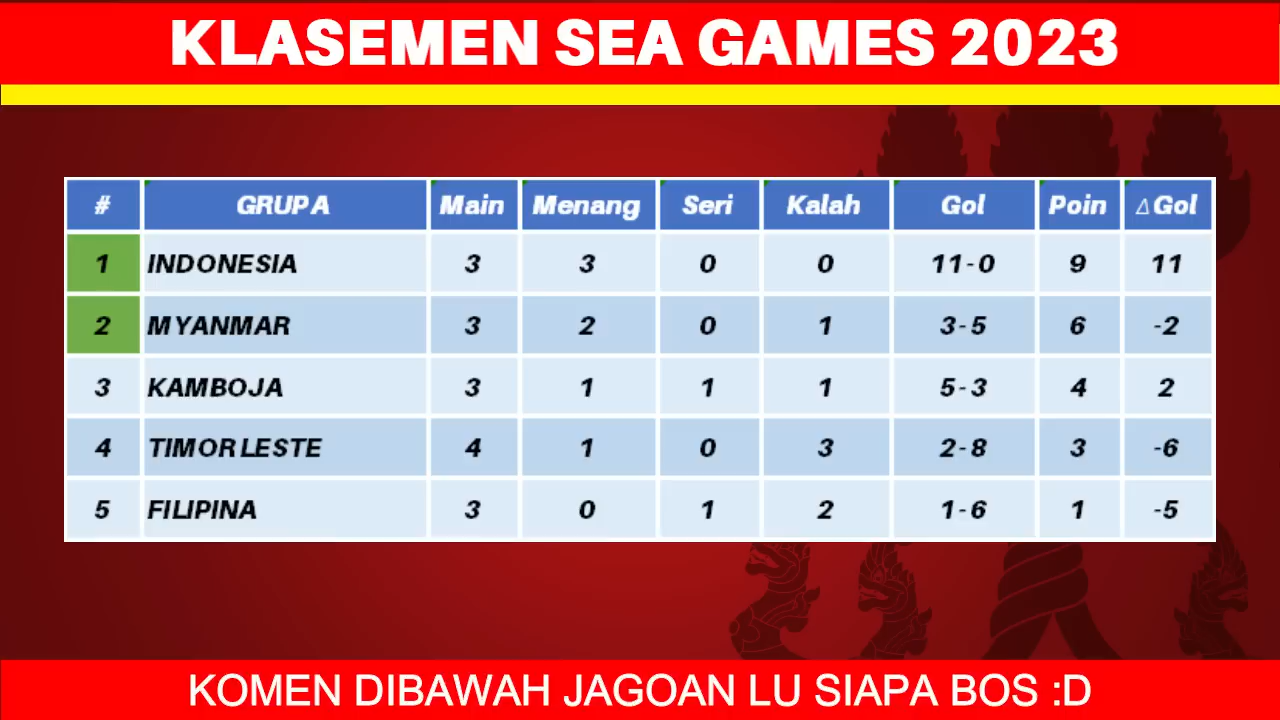 KLASEMEN SEA GAMES 2023
# GRUP A Main Menang Seri Kalah Gol Poin Δ Gol
1 INDONESIA 3 3 0 0 11-0 9 11
2 MYANMAR 3 2 0 1 3-5 6 -2
3 KAMBOJA 3 1 1 1 5-3 4 2
4 TIMOR LESTE 4 1 0 3 2-8 3 -6
5 FILIPINA 3 0 1 2 1-6 1 -5
KOMEN DIBAWAH JAGOAN LU SIAPA BOS :D